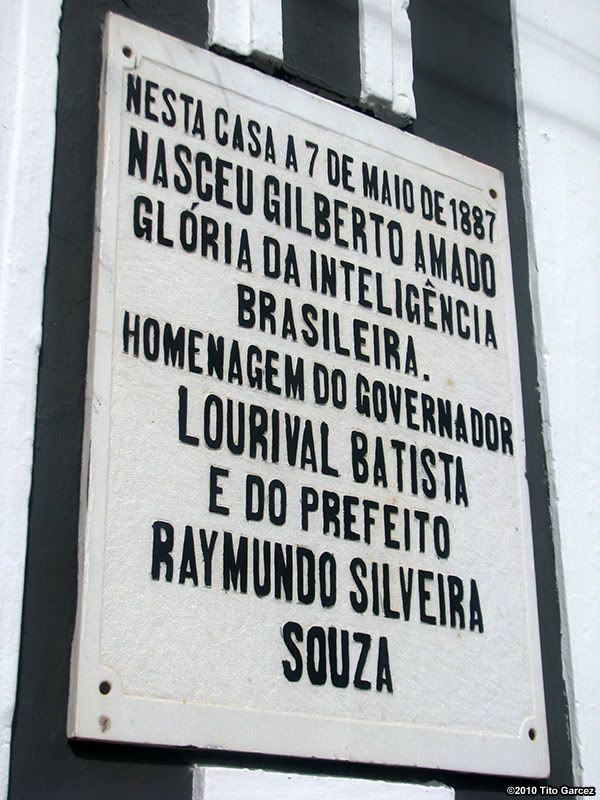 NESTA CASA A 7 DE MAIO DE 1887
NASCEU GILBERTO AMADO
GLÓRIA DA INTELIGÊNCIA
BRASILEIRA.
HOMENAGEM DO GOVERNADOR
LOURIVAL BATISTA
E DO PREFEITO
RAYMUNDO SILVEIRA
SOUZA
©2010 Tito Garcez